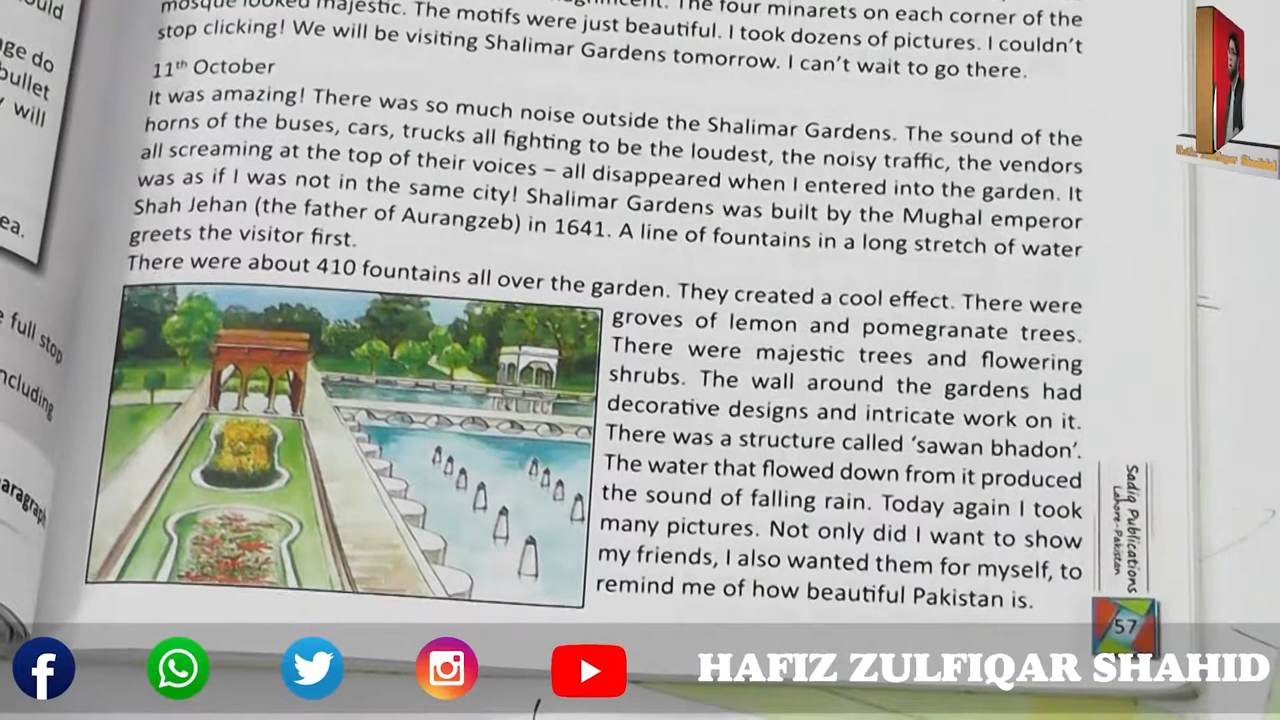 mosque looked majestic. The motifs were just beautiful. I took dozens of pictures. I couldn't
The four minarets on each corner of the
stop clicking! We will be visiting Shalimar Gardens tomorrow. I can't wait to go there.
11th October
It was amazing! There was so much noise outside the Shalimar Gardens. The sound of the
horns of the buses, cars, trucks all fighting to be the loudest, the noisy traffic, the vendors
all screaming at the top of their voices – all disappeared when I entered into the garden. It
was as if I was not in the same city! Shalimar Gardens was built by the Mughal emperor
Shah Jehan (the father of Aurangzeb) in 1641. A line of fountains in a long stretch of water
greets the visitor first.
There were about 410 fountains all over the garden. They created a cool effect. There were
groves of lemon and pomegranate trees.
There were majestic trees and flowering
shrubs. The wall around the gardens had
decorative designs and intricate work on it.
There was a structure called 'sawan bhadon'.
The water that flowed down from it produced
the sound of falling rain. Today again I took
many pictures. Not only did I want to show
my friends, I also wanted them for myself, to
remind me of how beautiful Pakistan is.
do
bullet
will
full stop
Sadiq Publications
Lahore-Pakistan
57
HAFIZ ZULFIQAR SHAHID